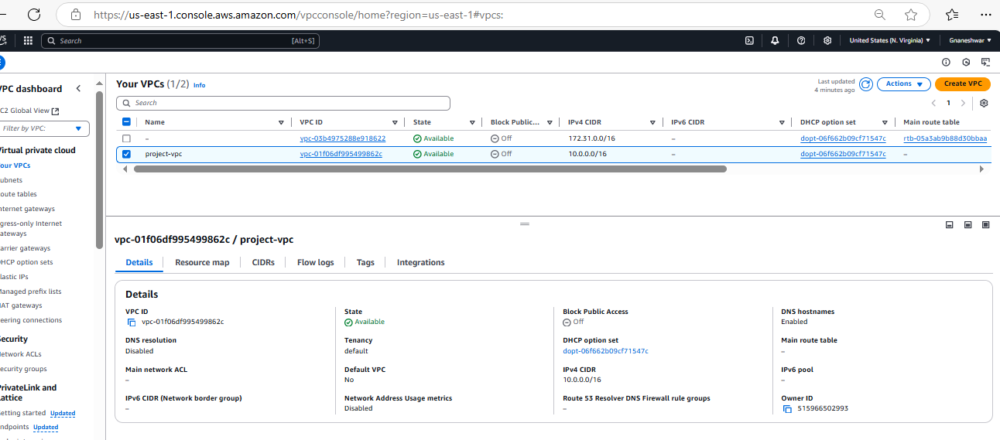 https://us-east-1.console.aws.amazon.com/vpcconsole/home?region=us-east-1#vpcs:
Search [Alt+S] United States (N. Virginia) Gnaneshwar
VPC dashboard
C2 Global View
Filter by VPC:
Virtual private cloud
Your VPCs
ubnets
oute tables
nternet gateways
gress-only Internet
ateways
arrier gateways
HCP option sets
lastic IPs
Managed prefix lists
NAT gateways
eering connections
ecurity
etwork ACLs
ecurity groups
PrivateLink and
attice
etting started Updated
ndpoints Updated
Your VPCs (1/2) Info
Last updated
4 minutes ago
Actions
Create VPC
Search
1
Name VPC ID State Block Public... IPv4 CIDR IPv6 CIDR DHCP option set Main route table
– vpc-03b4975288e918622 Available Off 172.31.0.0/16 – dopt-06f662b09cf71547c rtb-05a3ab9b88d30bbaa
project-vpc vpc-01f06df995499862c Available Off 10.0.0.0/16 – dopt-06f662b09cf71547c –
vpc-01f06df995499862c / project-vpc
Details Resource map CIDRs Flow logs Tags Integrations
Details
VPC ID
vpc-01f06df995499862c
State
Available
Block Public Access
Off
DNS hostnames
Enabled
DNS resolution
Disabled
Tenancy
default
DHCP option set
dopt-06f662b09cf71547c
Main route table
–
Main network ACL
–
Default VPC
No
IPv4 CIDR
10.0.0.0/16
IPv6 pool
–
IPv6 CIDR (Network border group)
–
Network Address Usage metrics
Disabled
Route 53 Resolver DNS Firewall rule groups
–
Owner ID
515966502993